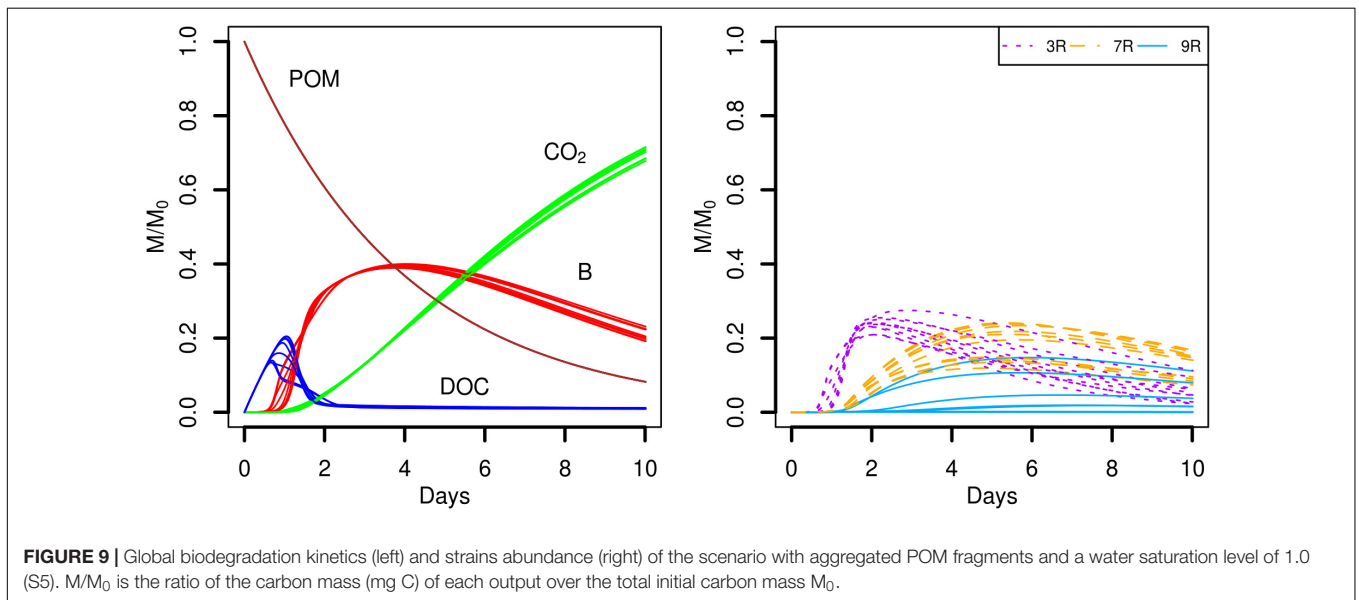 1.0
0.8
0.6
0.4
0.2
0.0
M/M0
POM
CO2
B
DOC
0 2 4 6 8 10
Days
1.0
0.8
0.6
0.4
0.2
0.0
M/M0
3R 7R 9R
0 2 4 6 8 10
Days
FIGURE 9 | Global biodegradation kinetics (left) and strains abundance (right) of the scenario with aggregated POM fragments and a water saturation level of 1.0
(S5). M/M0 is the ratio of the carbon mass (mg C) of each output over the total initial carbon mass M0.